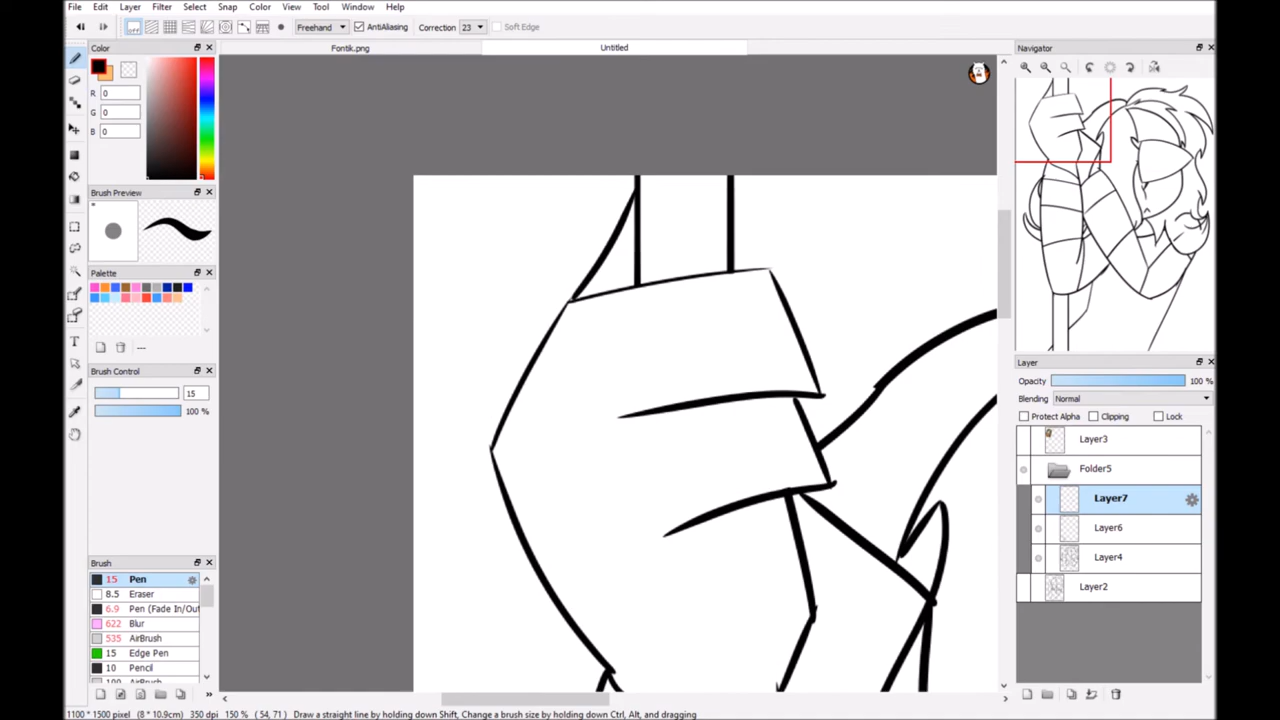 File Edit Layer Filter Select Snap Color View Tool Window Help
off Freehand AntiAliasing Correction 23 Soft Edge
Color
Fontik.png
Untitled
Navigator
R 0
G 0
B 0
Brush Preview
Palette
---
Brush Control
15
100 %
Layer
Opacity 100 %
Blending Normal
Protect Alpha Clipping Lock
Layer3
Folder5
Layer7
Layer6
Layer4
Layer2
Brush
15 Pen
8.5 Eraser
6.9 Pen (Fade In/Out
15 Blur
535 AirBrush
15 Edge Pen
10 Pencil
100 AirBrush
1100 * 1500 pixel (8 * 10.9cm) 350 dpi 150 % ( 54, 71 ) Draw a straight line by holding down Shift, Change a brush size by holding down Ctrl, Alt, and dragging